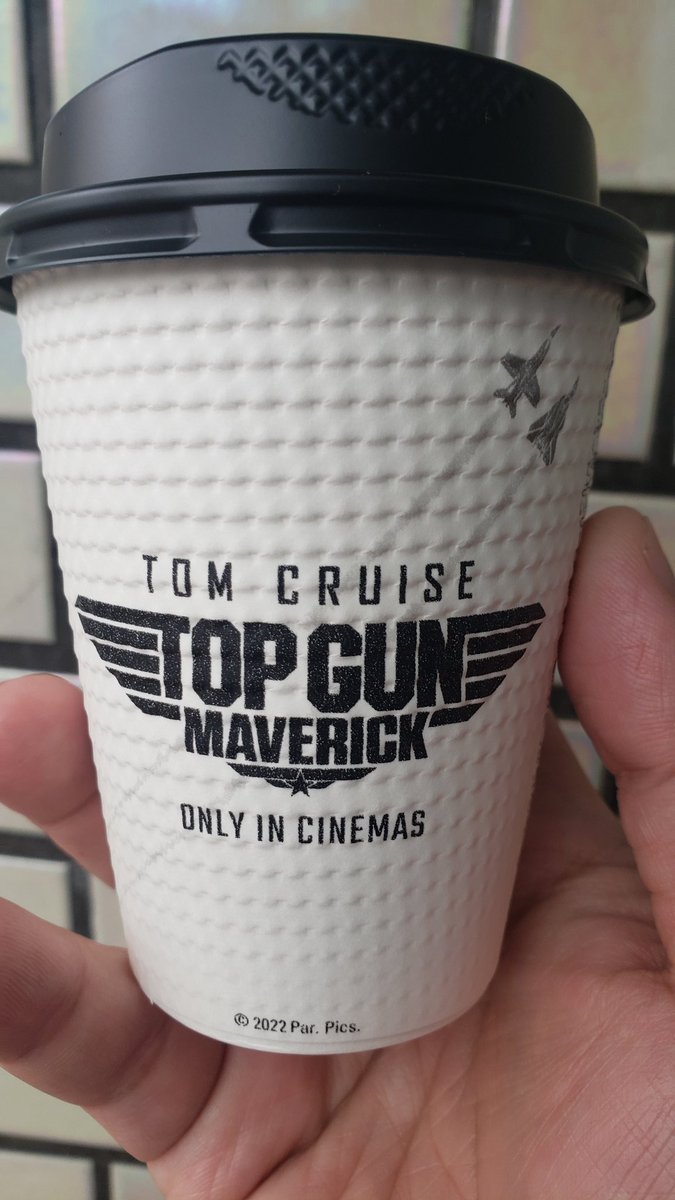 TOM CRUISE
TOP GUN
MAVERICK
ONLY IN CINEMAS
© 2022 Par. Pics.